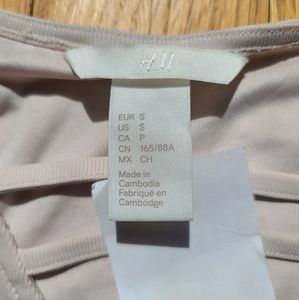 H&M
EUR S
US S
CA P
CN 165/88A
MX CH
Made in
Cambodia
Fabriqué en
Cambodge